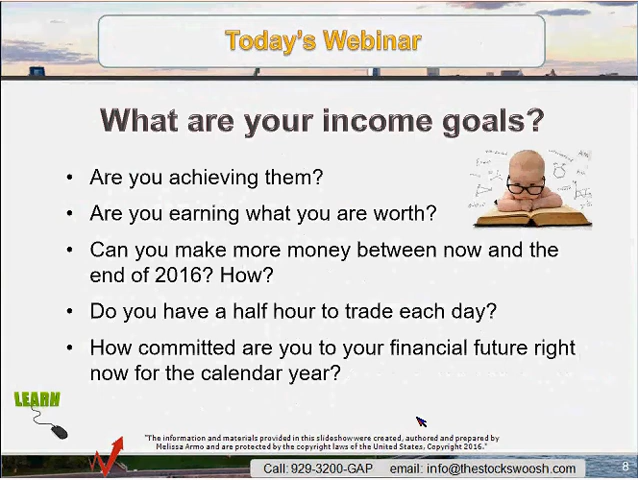 Today's Webinar
What are your income goals?
• Are you achieving them?
• Are you earning what you are worth?
• Can you make more money between now and the
end of 2016? How?
• Do you have a half hour to trade each day?
• How committed are you to your financial future right
now for the calendar year?
LEARN
"The information and materials provided in this slideshow were created, authored and prepared by
Melissa Armo and are protected by the copyright laws of the United States, Copyright 2016."
Call: 929-3200-GAP email: info@thestockswoosh.com
8